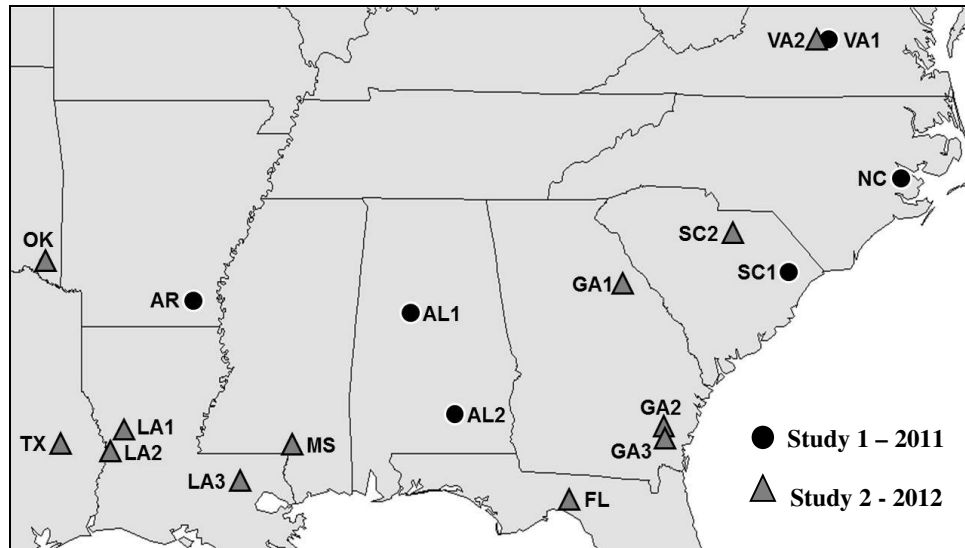 VA2
VA1
NC
OK
SC2
SC1
AR
GA1
AL1
AL2
GA2
LA1
TX
LA2
MS
GA3
LA3
FL
Study 1 – 2011
Study 2 - 2012